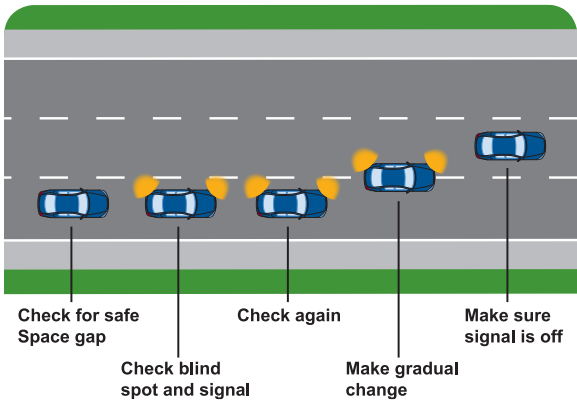 Check for safe
Space gap
Check blind
spot and signal
Check again
Make gradual
change
Make sure
signal is off